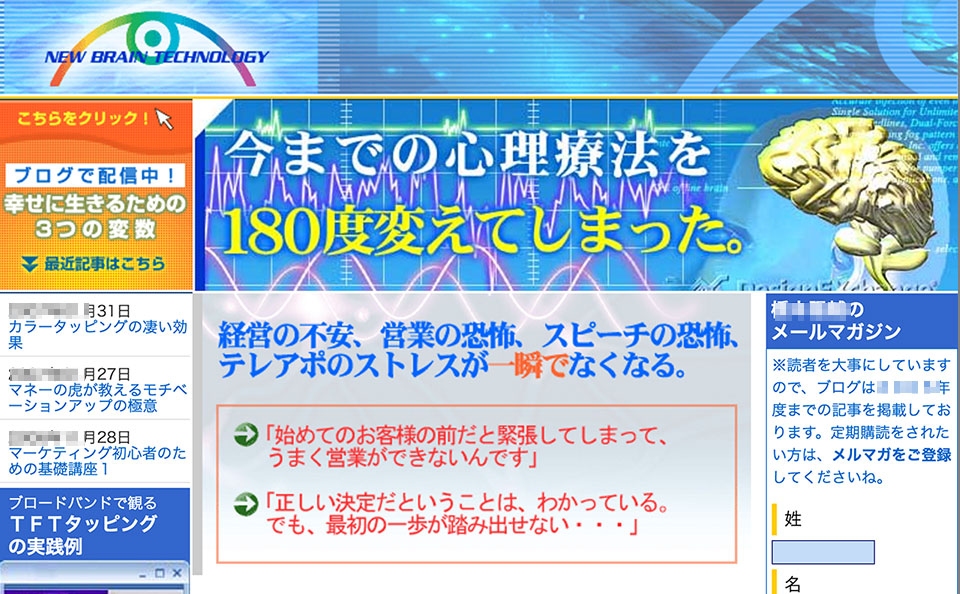 NEW BRAIN TECHNOLOGY
こちらをクリック！
ブログで配信中！
幸せに生きるための
３つの変数
最近記事はこちら
今までの心理療法を
180度変えてしまった。
月31日
カラータッピングの凄い効
果
月27日
マネーの虎が教えるモチベ
ーションアップの極意
月28日
マーケティング初心者のた
めの基礎講座１
ブロードバンドで観る
ＴＦＴタッピング
の実践例
経営の不安、営業の恐怖、スピーチの恐怖、
テレアポのストレスが一瞬でなくなる。
「始めてのお客様の前だと緊張してしまって、
うまく営業ができないんです」
「正しい決定だということは、わかっている。
でも、最初の一歩が踏み出せない・・・」
の
メールマガジン
※読者を大事にしています
ので、ブログは 年
度までの記事を掲載してお
ります。定期購読をされた
い方は、メルマガをご登録
してくださいね。
姓
名